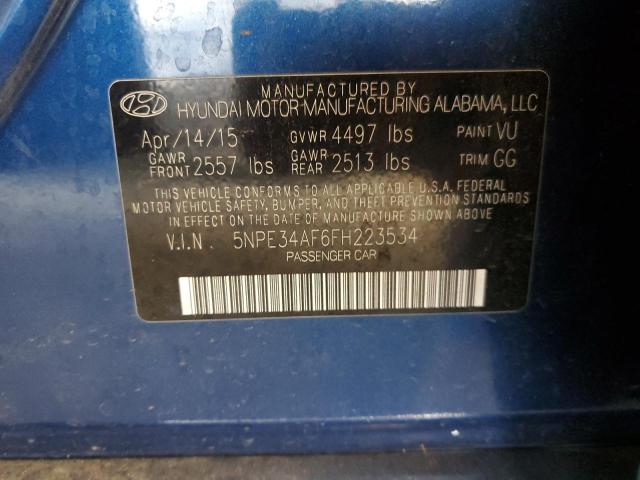 MANUFACTURED BY
HYUNDAI MOTOR MANUFACTURING ALABAMA, LLC
Apr/14/15 GVWR 4497 lbs PAINT VU
GAWR FRONT 2557 lbs GAWR REAR 2513 lbs TRIM GG
THIS VEHICLE CONFORMS TO ALL APPLICABLE U.S.A. FEDERAL
MOTOR VEHICLE SAFETY, BUMPER, AND THEFT PREVENTION STANDARDS
IN EFFECT ON THE DATE OF MANUFACTURE SHOWN ABOVE.
V.I.N. 5NPE34AF6FH223534
PASSENGER CAR